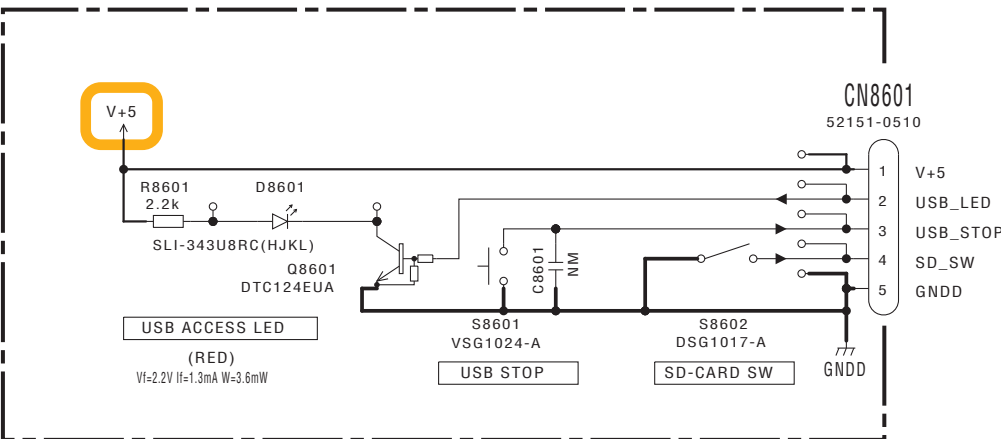 V+5
CN8601
52151-0510
R8601
2.2k
D8601
SLI-343U8RC(HJKL)
Q8601
DTC124EUA
C8601
NM
1 V+5
2 USB_LED
3 USB_STOP
4 SD_SW
5 GNDD
USB ACCESS LED
(RED)
Vf=2.2V If=1.3mA W=3.6mW
S8601
VSG1024-A
USB STOP
S8602
DSG1017-A
SD-CARD SW
GNDD